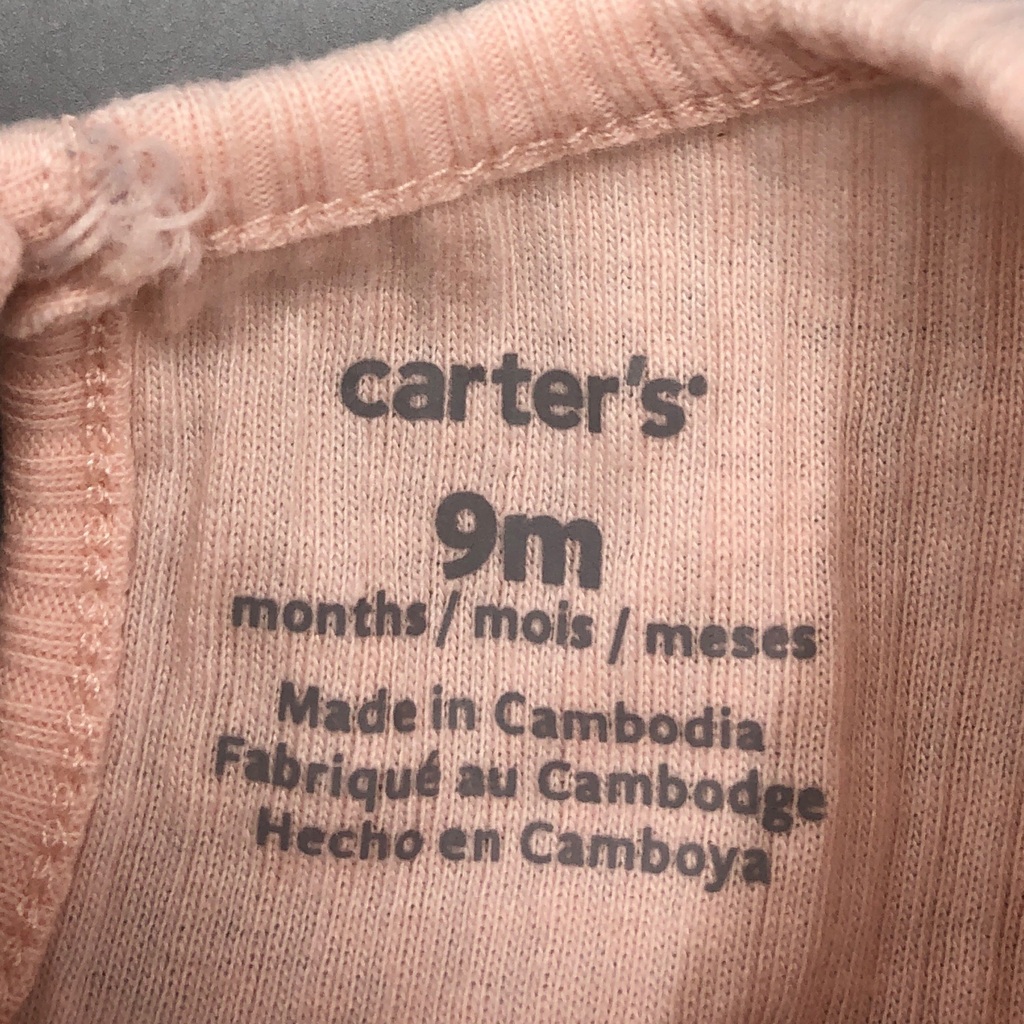 carter's
9m
months / mois / meses
Made in Cambodia
Fabriqué au Cambodge
Hecho en Camboya